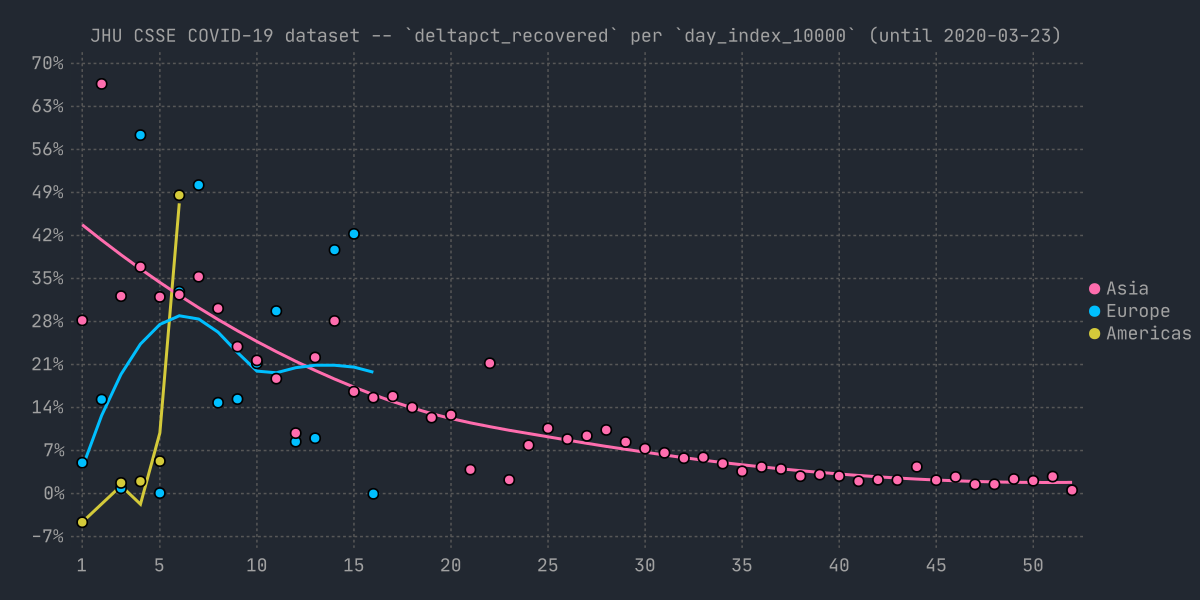 JHU CSSE COVID-19 dataset -- `deltapct_recovered` per `day_index_10000` (until 2020-03-23)
70%
63%
56%
49%
42%
35%
28%
21%
14%
7%
0%
-7%
1 5 10 15 20 25 30 35 40 45 50
Asia
Europe
Americas